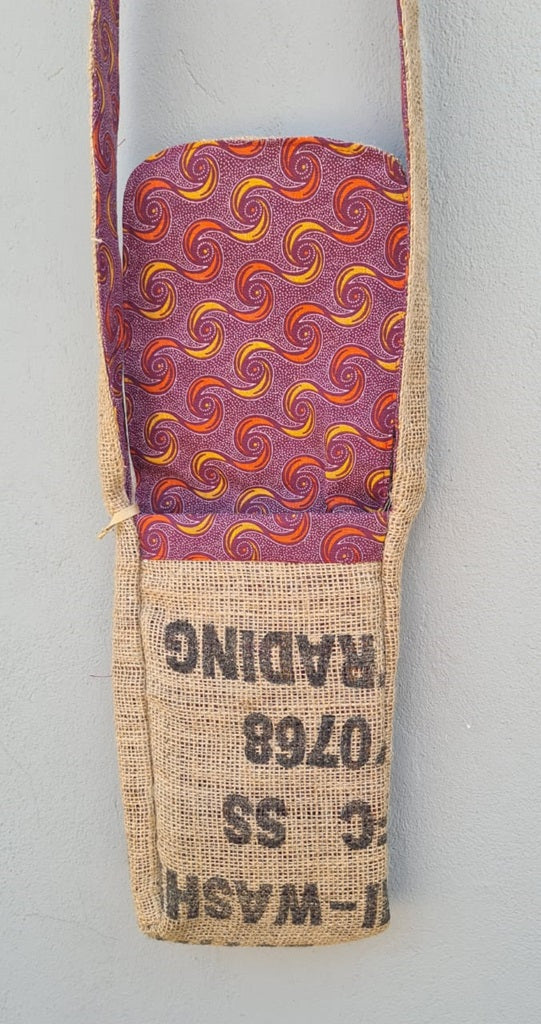 I-WASH
C SS
0768
RADING